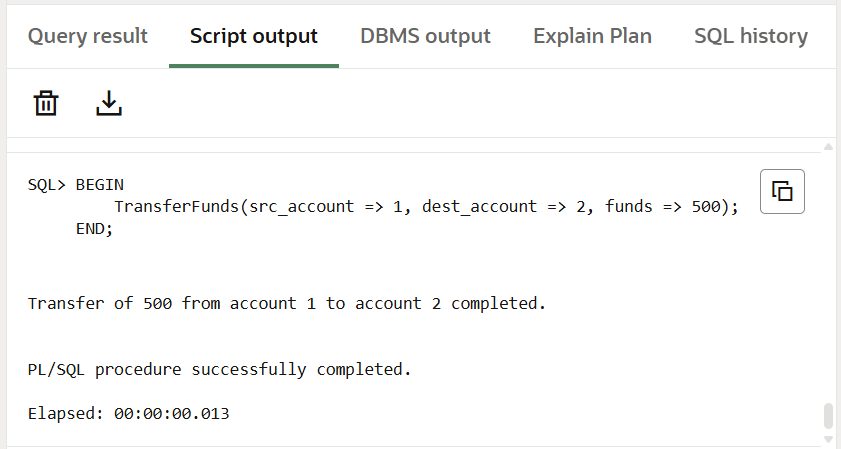 Query result Script output DBMS output Explain Plan SQL history
SQL> BEGIN
TransferFunds(src_account => 1, dest_account => 2, funds => 500);
END;
Transfer of 500 from account 1 to account 2 completed.
PL/SQL procedure successfully completed.
Elapsed: 00:00:00.013